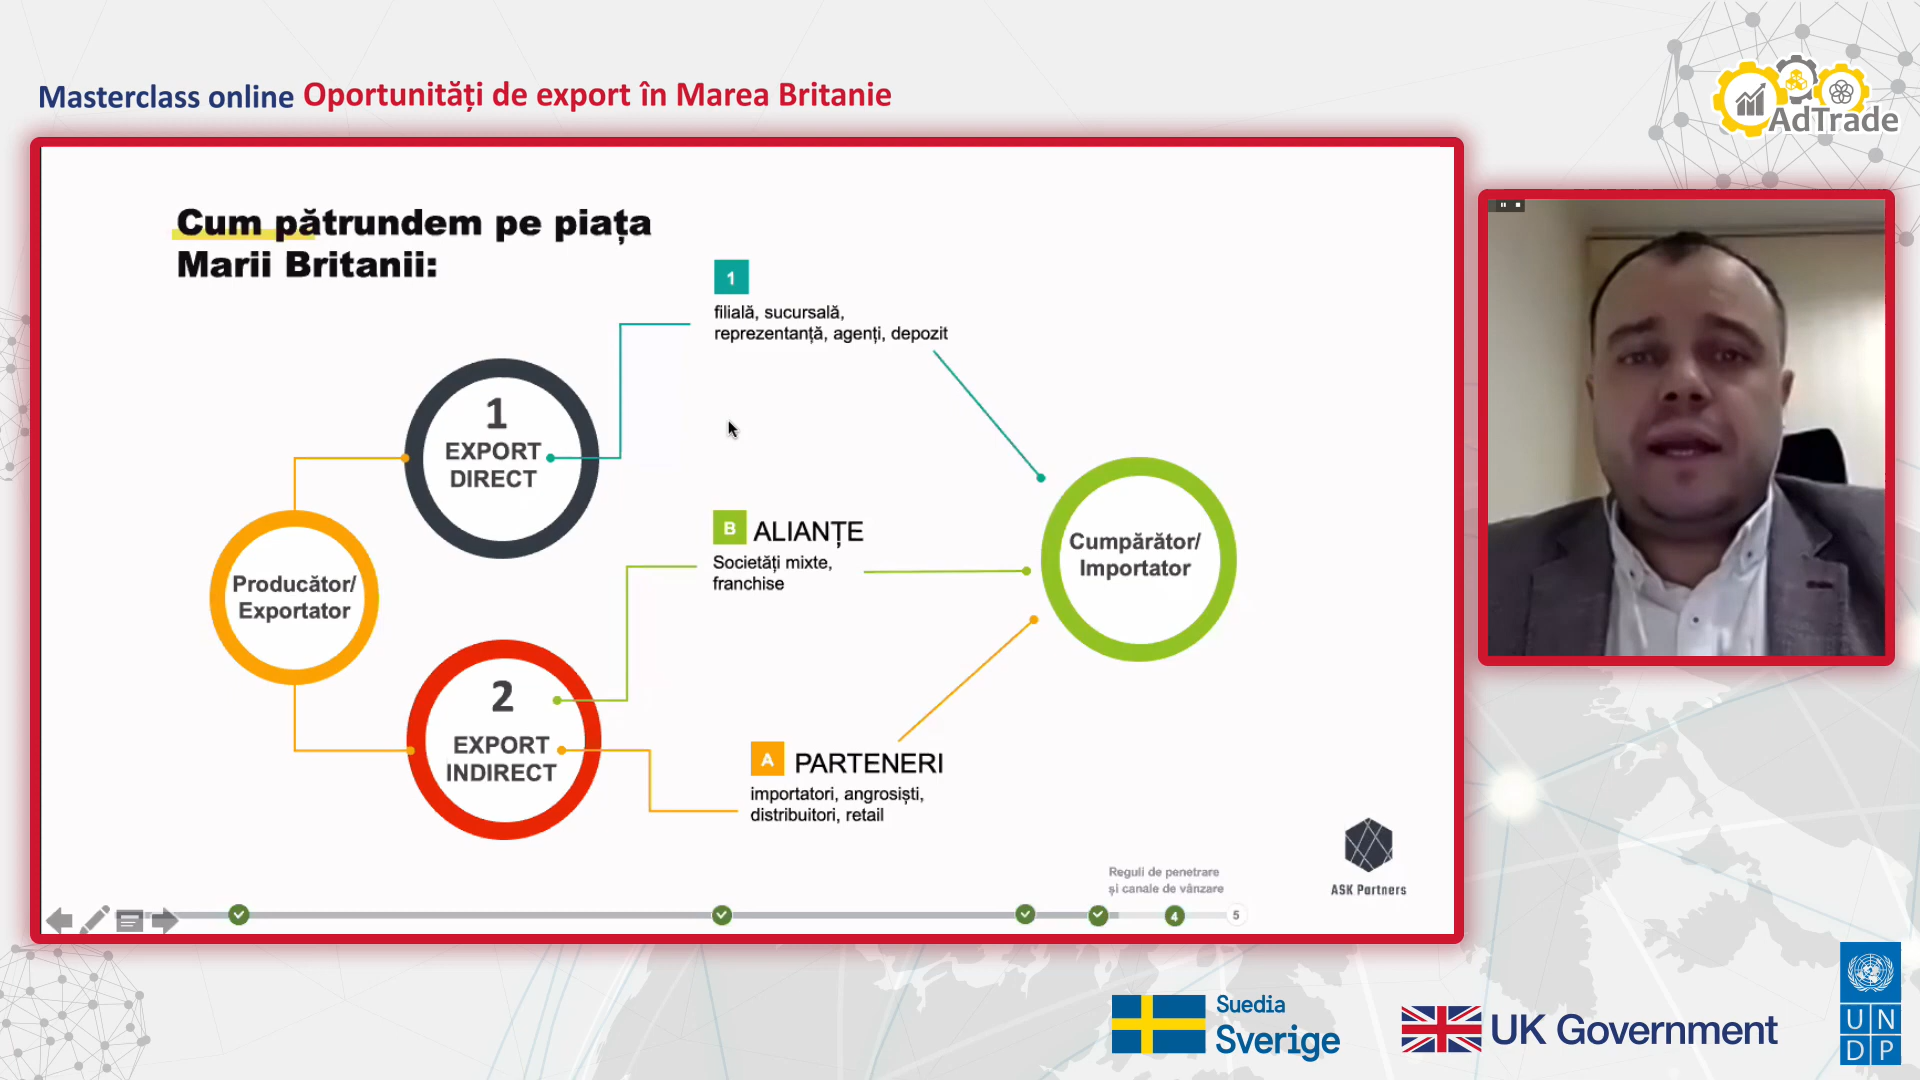 Masterclass online Oportunități de export în Marea Britanie
AdTrade
Cum pătrundem pe piața
Marii Britanii:
1
filială, sucursală,
reprezentanță, agenți, depozit
1
EXPORT
DIRECT
B ALIANȚE
Societăți mixte,
franchise
Cumpărător/
Importator
Producător/
Exportator
2
EXPORT
INDIRECT
A PARTENERI
importatori, angrosiști,
distribuitori, retail
ASK Partners
Reguli de penetrare
și canale de vânzare
4
5
Suedia
Sverige
UK Government
U N
D P